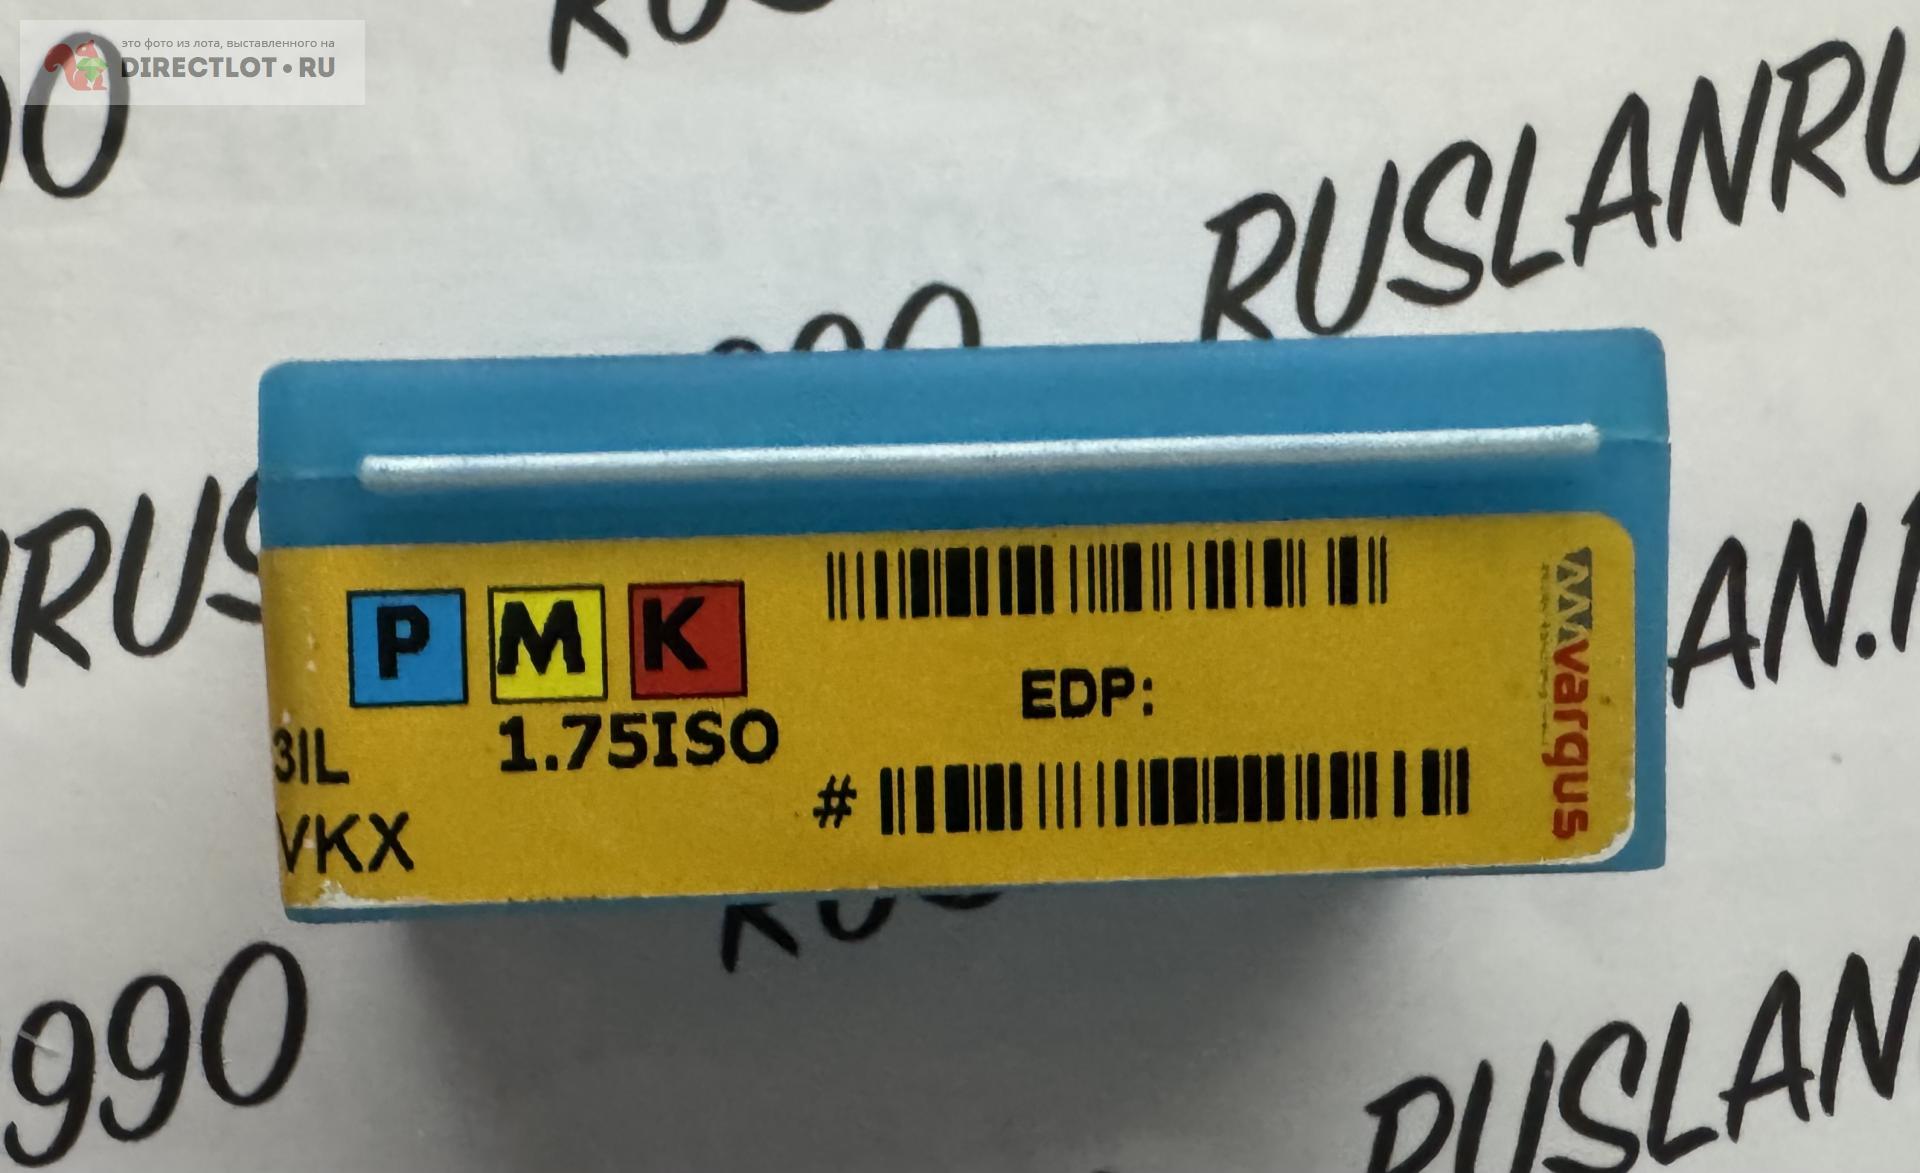 это фото из лота, выставленного на
DIRECTLOT.RU
RUSLANRU
990
P M K
3IL 1.75ISO
VKX
EDP:
#
vargus
RUS
AN.
990
RUSLAN